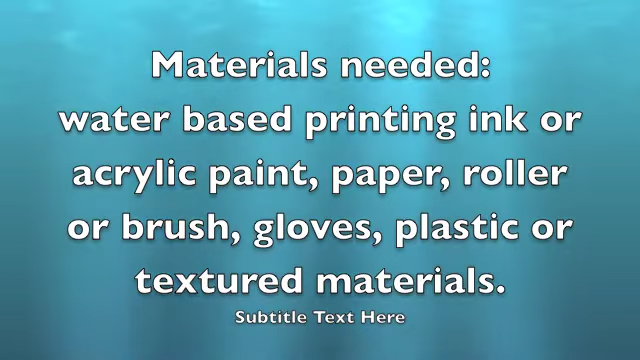 Materials needed:
water based printing ink or
acrylic paint, paper, roller
or brush, gloves, plastic or
textured materials.
Subtitle Text Here